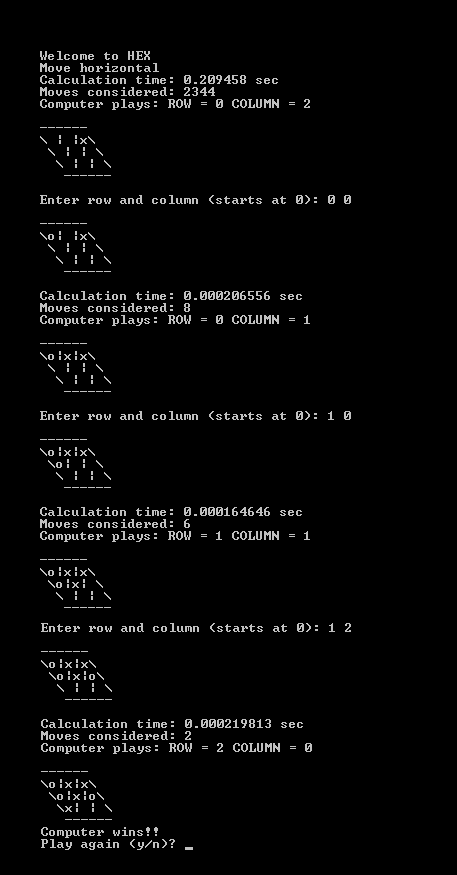 Welcome to HEX
Move horizontal
Calculation time: 0.209458 sec
Moves considered: 2344
Computer plays: ROW = 0 COLUMN = 2
______
\ ¦ ¦x\
 \ ¦ ¦ \
  \ ¦ ¦ \
   ______
Enter row and column (starts at 0): 0 0
______
\o¦ ¦x\
 \ ¦ ¦ \
  \ ¦ ¦ \
   ______
Calculation time: 0.000206556 sec
Moves considered: 8
Computer plays: ROW = 0 COLUMN = 1
______
\o¦x¦x\
 \ ¦ ¦ \
  \ ¦ ¦ \
   ______
Enter row and column (starts at 0): 1 0
______
\o¦x¦x\
 \o¦ ¦ \
  \ ¦ ¦ \
   ______
Calculation time: 0.000164646 sec
Moves considered: 6
Computer plays: ROW = 1 COLUMN = 1
______
\o¦x¦x\
 \o¦x¦ \
  \ ¦ ¦ \
   ______
Enter row and column (starts at 0): 1 2
______
\o¦x¦x\
 \o¦x¦o\
  \ ¦ ¦ \
   ______
Calculation time: 0.000219813 sec
Moves considered: 2
Computer plays: ROW = 2 COLUMN = 0
______
\o¦x¦x\
 \o¦x¦o\
  \x¦ ¦ \
   ______
Computer wins!!
Play again (y/n)? _